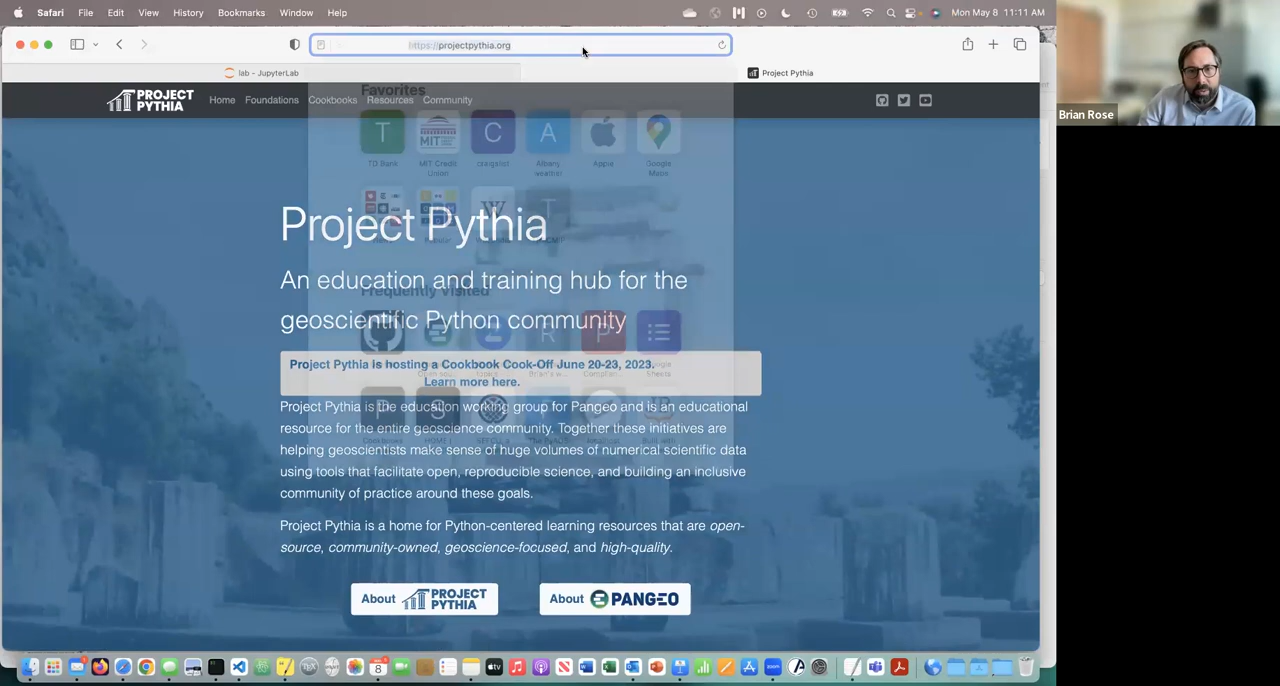 Safari File Edit View History Bookmarks Window Help Mon May 8 11:11 AM
https://projectpythia.org
lab - JupyterLab Project Pythia
PROJECT PYTHIA Home Foundations Cookbooks Resources Community
Favorites
TD Bank MIT Credit Union craigslist Albany weather Apple Google Maps
Project Pythia
An education and training hub for the
Frequently Visited
geoscientific Python community
Project Pythia is hosting a Cookbook Cook-Off June 20-23, 2023.
Learn more here.
Project Pythia is the education working group for Pangeo and is an educational
resource for the entire geoscience community. Together these initiatives are
helping geoscientists make sense of huge volumes of numerical scientific data
using tools that facilitate open, reproducible science, and building an inclusive
community of practice around these goals.
Project Pythia is a home for Python-centered learning resources that are open-
source, community-owned, geoscience-focused, and high-quality.
About PROJECT PYTHIA
About PANGEO
Brian Rose